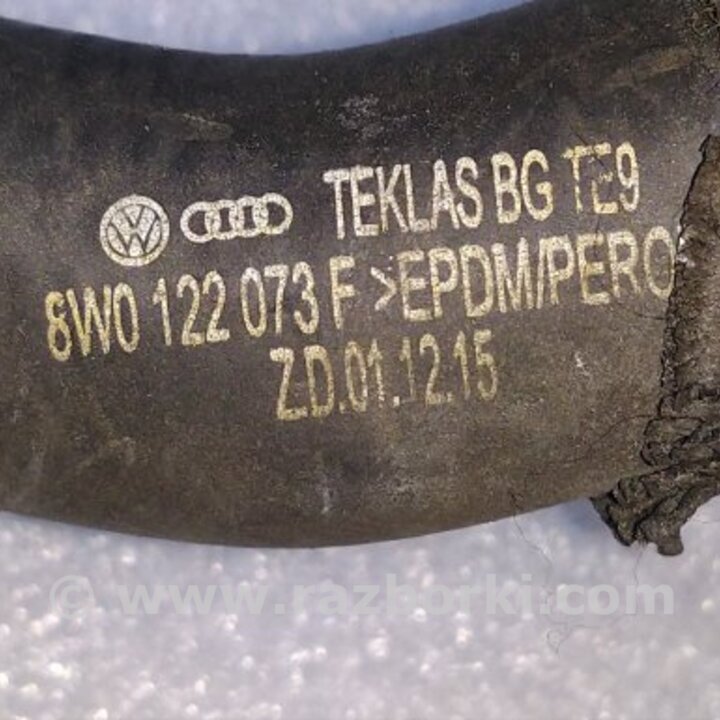 TEKLAS BG TE9
8W0 122 073 F >EPDM/PERO
Z.D.01.12.15
© www.razborki.com